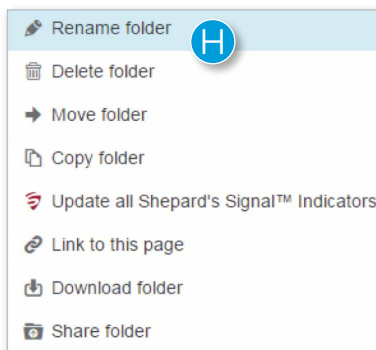 Rename folder
H
Delete folder
Move folder
Copy folder
Update all Shepard's Signal™ Indicators
Link to this page
Download folder
Share folder